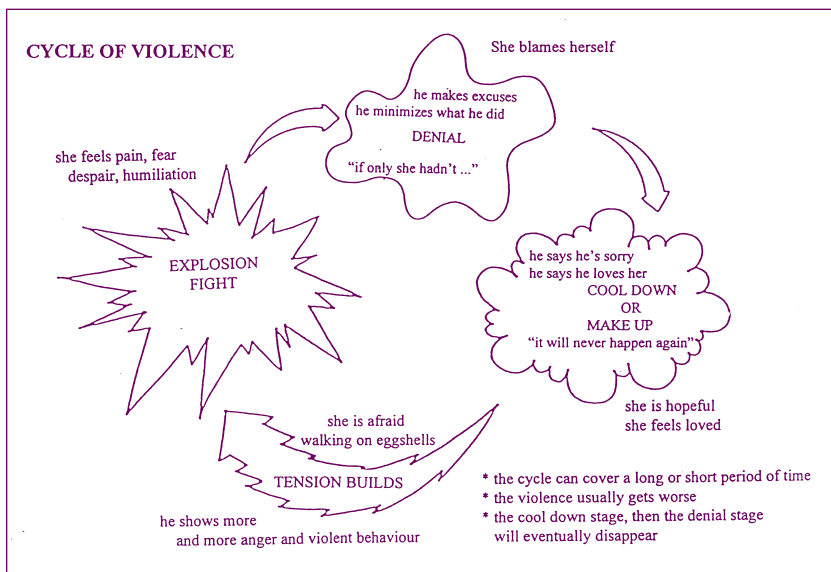 CYCLE OF VIOLENCE
She blames herself
he makes excuses
he minimizes what he did
DENIAL
"if only she hadn't ..."
she feels pain, fear
despair, humiliation
EXPLOSION
FIGHT
he says he's sorry
he says he loves her
COOL DOWN
OR
MAKE UP
"it will never happen again"
she is hopeful
she feels loved
she is afraid
walking on eggshells
TENSION BUILDS
he shows more
and more anger and violent behaviour
* the cycle can cover a long or short period of time
* the violence usually gets worse
* the cool down stage, then the denial stage
will eventually disappear